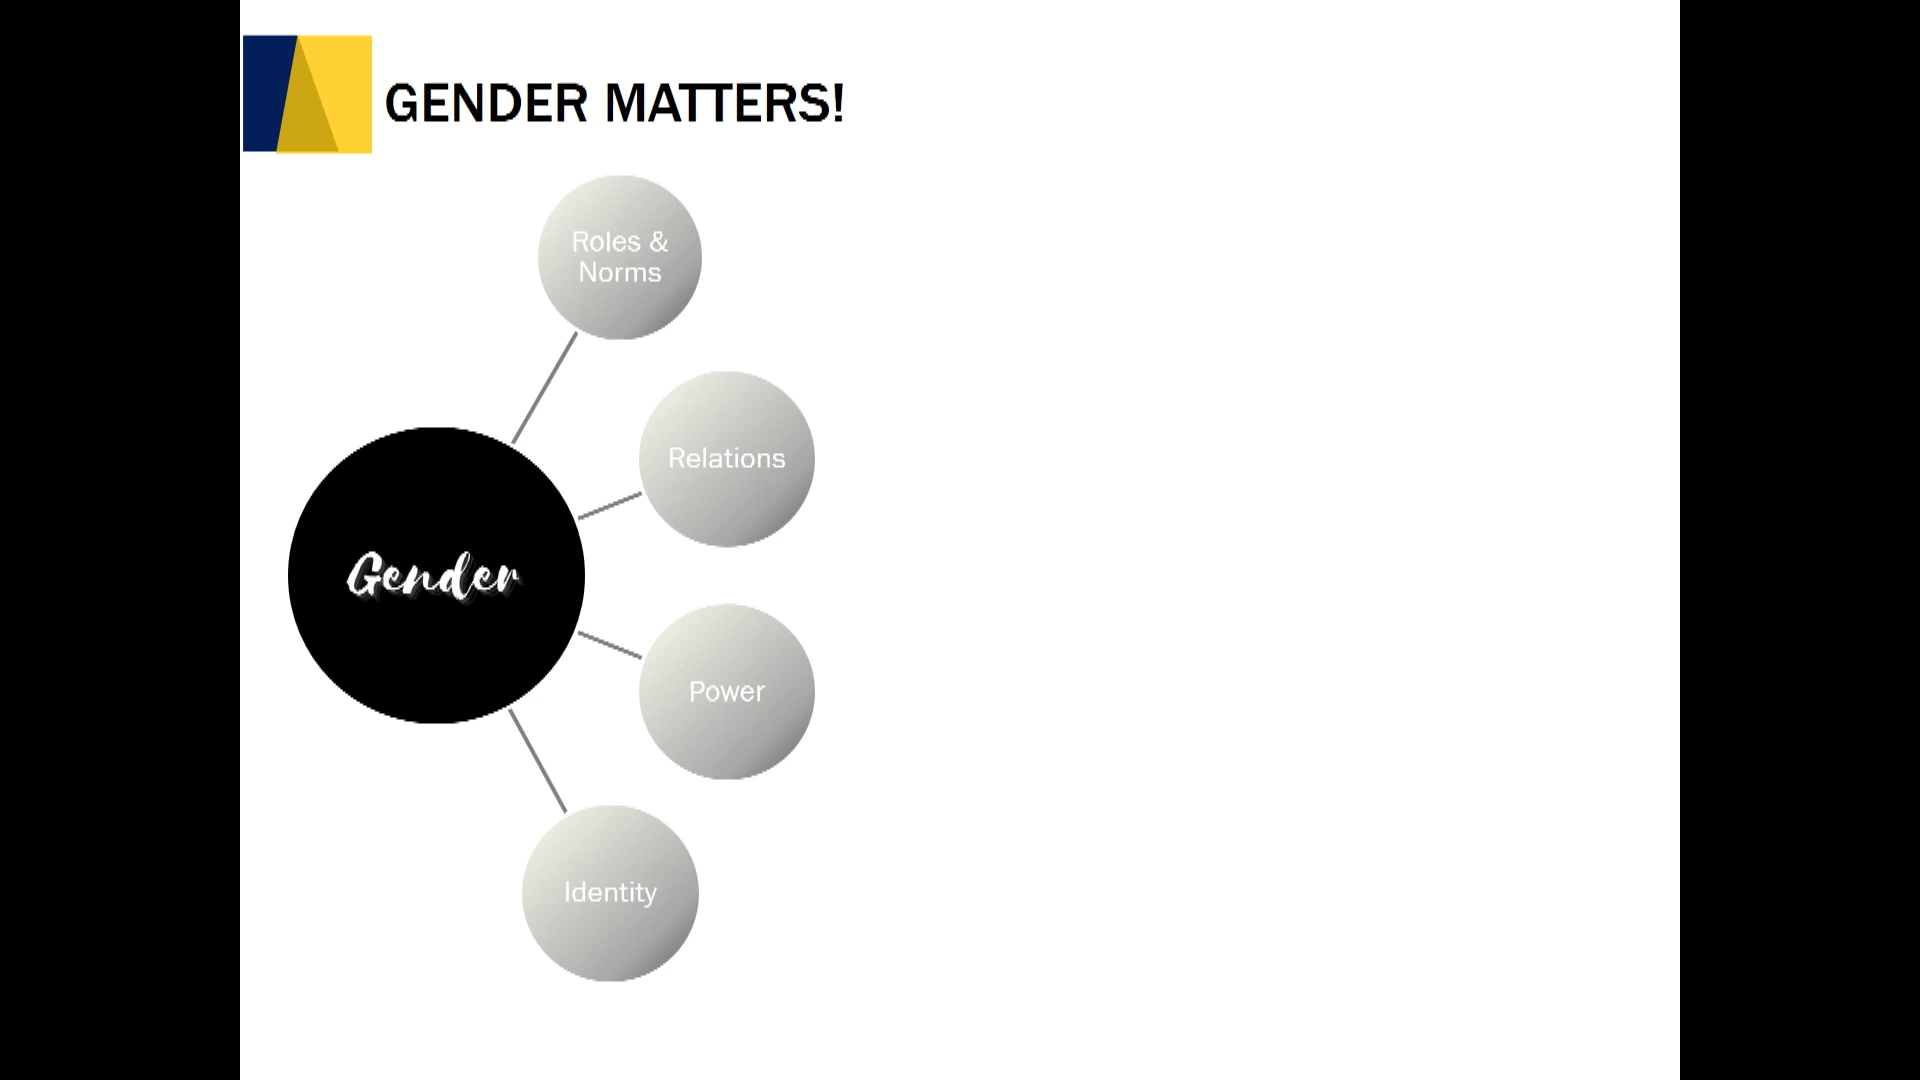 GENDER MATTERS!
Roles &
Norms
Relations
Gender
Power
Identity